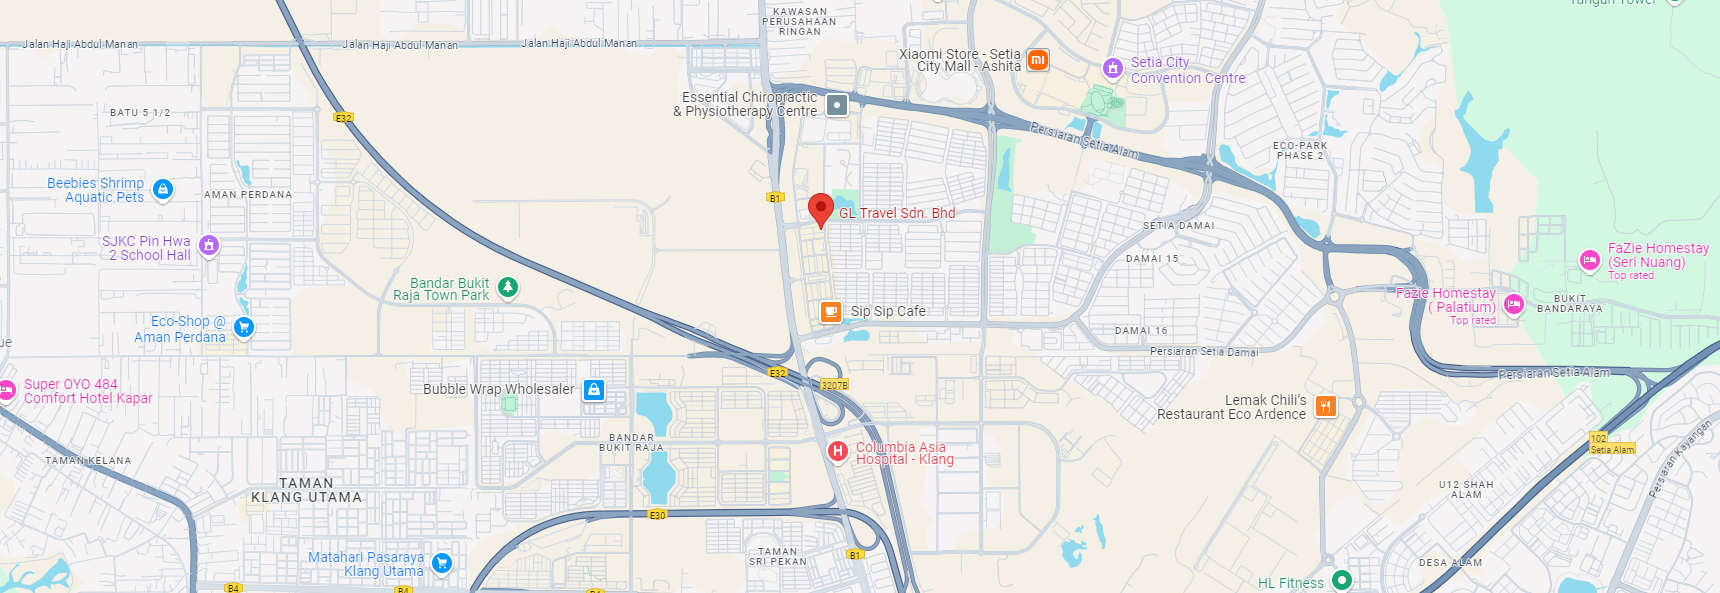 Tangan Tower
KAWASAN
PERUSAHAAN
RINGAN
Jalan Haji Abdul Manan
Jalan Haji Abdul Manan
Jalan Haji Abdul Manan
Xiaomi Store - Setia
City Mall - Ashita
Setia City
Convention Centre
Essential Chiropractic
& Physiotherapy Centre
BATU 5 1/2
E32
Persiaran Setia Alam
ECO-PARK
PHASE 2
Beebies Shrimp
Aquatic Pets
AMAN PERDANA
B1
GL Travel Sdn. Bhd
SETIA DAMAI
SJKC Pin Hwa
2 School Hall
DAMAI 15
FaZie Homestay
(Seri Nuang)
Top rated
Bandar Bukit
Raja Town Park
Fazie Homestay
( Palatium)
Top rated
BUKIT
BANDARAYA
Sip Sip Cafe
Eco-Shop @
Aman Perdana
DAMAI 16
ue
Persiaran Setia Damai
E32
3207B
Persiaran Setia Alam
Super OYO 484
Comfort Hotel Kapar
Bubble Wrap Wholesaler
Lemak Chili's
Restaurant Eco Ardence
BANDAR
BUKIT RAJA
Columbia Asia
Hospital - Klang
102
Setia Alam
Persiaran Kayangan
TAMAN KELANA
TAMAN
KLANG UTAMA
U12 SHAH
ALAM
E30
Matahari Pasaraya
Klang Utama
TAMAN
SRI PEKAN
B1
DESA ALAM
HL Fitness
B4
B4
B4